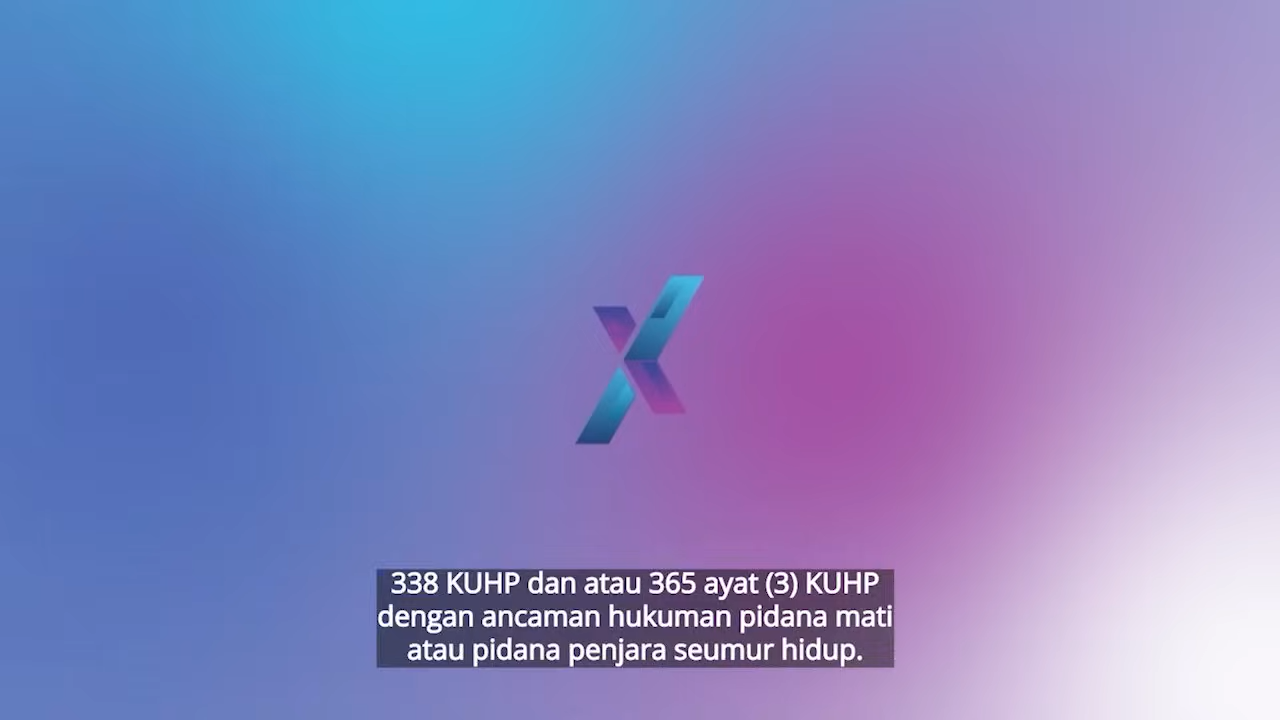 338 KUHP dan atau 365 ayat (3) KUHP
dengan ancaman hukuman pidana mati
atau pidana penjara seumur hidup.